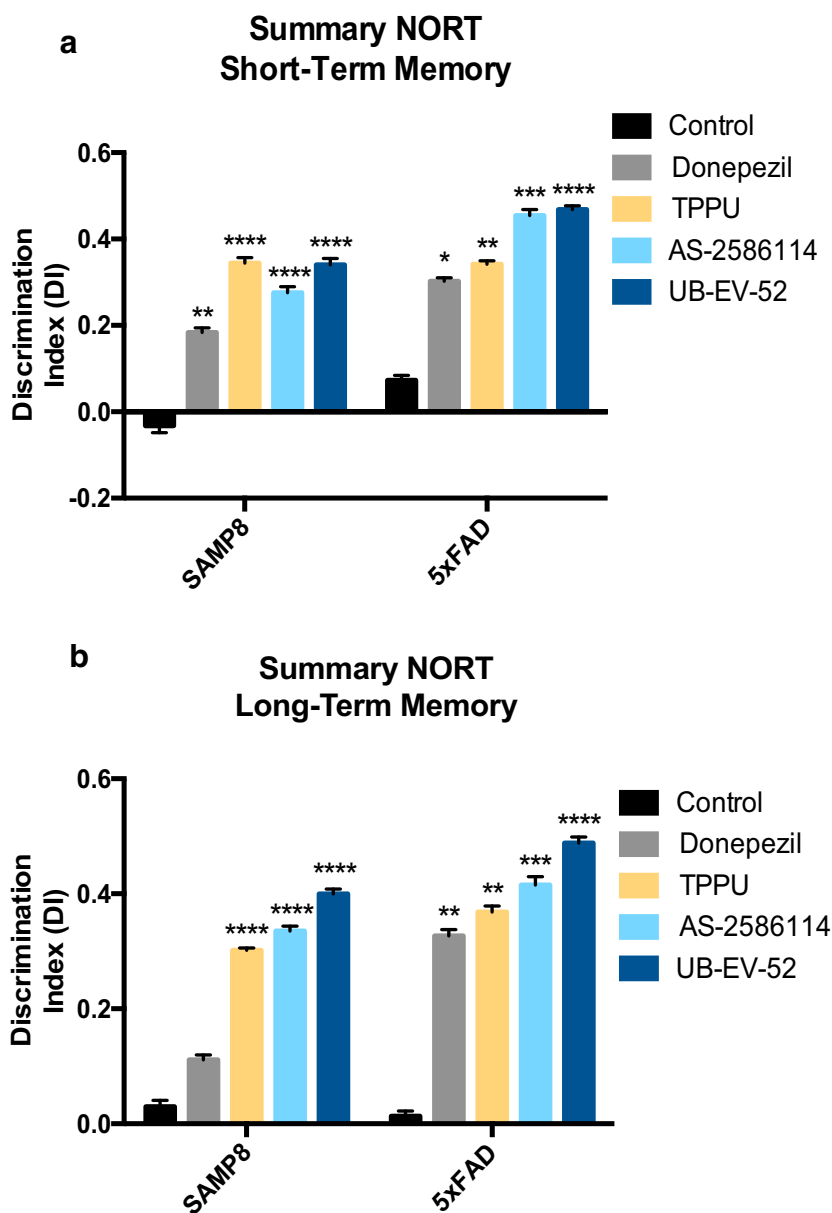 a
Summary NORT
Short-Term Memory
Discrimination
Index (DI)
0.6
0.4
0.2
0.0
-0.2
**
****
****
****
*
**
***
****
SAMP8
5xFAD
Control
Donepezil
TPPU
AS-2586114
UB-EV-52
b
Summary NORT
Long-Term Memory
Discrimination
Index (DI)
0.6
0.4
0.2
0.0
****
****
****
**
**
***
****
SAMP8
5xFAD
Control
Donepezil
TPPU
AS-2586114
UB-EV-52